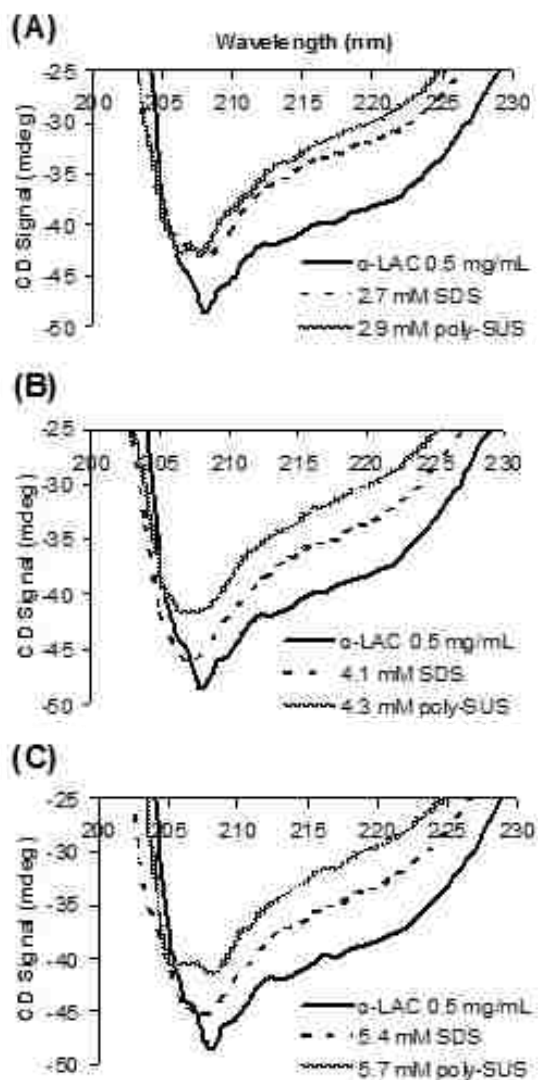 (A)
Wavelength (nm)
-25
200 205 210 215 220 225 230
-30
-35
-40
-45
-50
CD Signal (mdeg)
α-LAC 0.5 mg/mL
2.7 mM SDS
2.9 mM poly-SUS
(B)
-25
200 205 210 215 220 225 230
-30
-35
-40
-45
-50
CD Signal (mdeg)
α-LAC 0.5 mg/mL
4.1 mM SDS
4.3 mM poly-SUS
(C)
-25
200 205 210 215 220 225 230
-30
-35
-40
-45
-50
CD Signal (mdeg)
α-LAC 0.5 mg/mL
5.4 mM SDS
5.7 mM poly-SUS